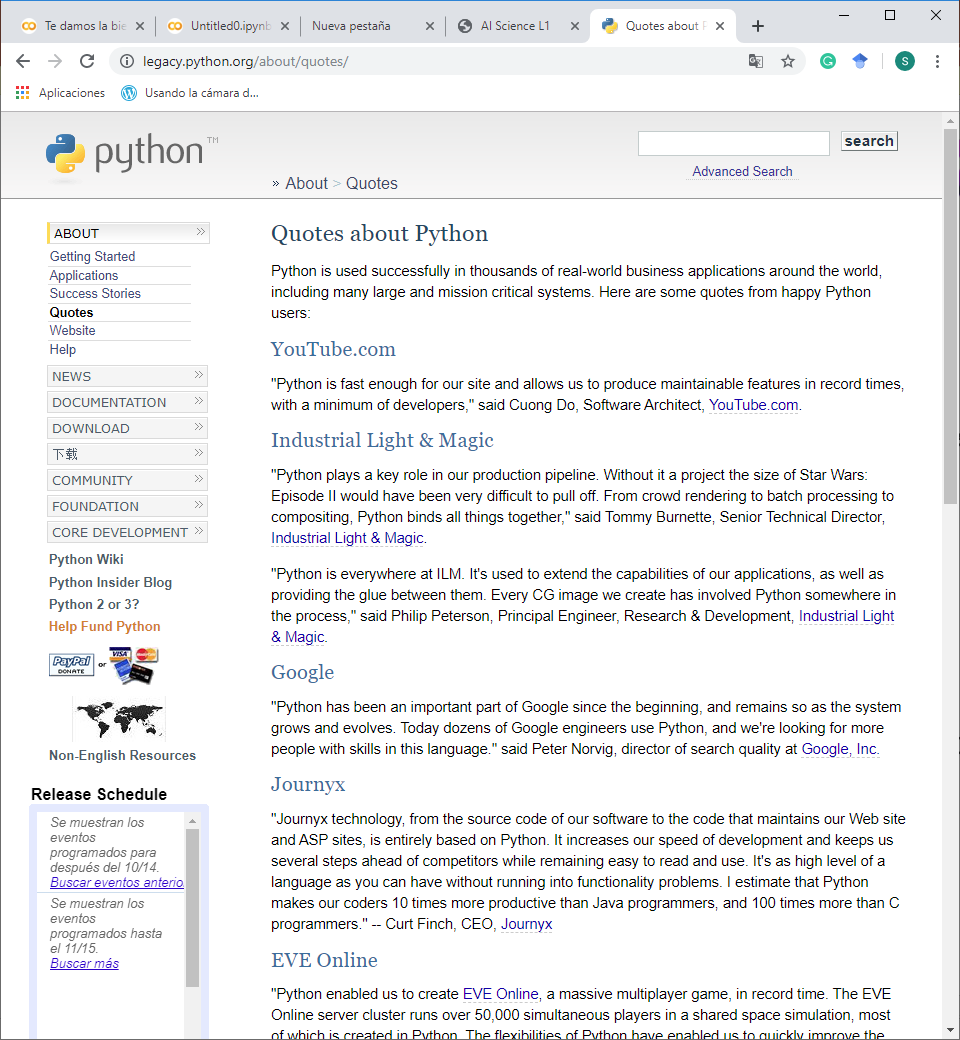 Te damos la bie
Untitled0.ipynb
Nueva pestaña
AI Science L1
Quotes about P
legacy.python.org/about/quotes/
S
Aplicaciones
Usando la cámara d...
python™
search
Advanced Search
» About > Quotes
ABOUT
Getting Started
Applications
Success Stories
Quotes
Website
Help
NEWS
DOCUMENTATION
DOWNLOAD
下载
COMMUNITY
FOUNDATION
CORE DEVELOPMENT
Python Wiki
Python Insider Blog
Python 2 or 3?
Help Fund Python
PayPal
DONATE
or
VISA
MasterCard
Non-English Resources
Release Schedule
Se muestran los
eventos
programados para
después del 10/14.
Buscar eventos anterio
Se muestran los
eventos
programados hasta
el 11/15.
Buscar más
Quotes about Python
Python is used successfully in thousands of real-world business applications around the world,
including many large and mission critical systems. Here are some quotes from happy Python
users:
YouTube.com
"Python is fast enough for our site and allows us to produce maintainable features in record times,
with a minimum of developers," said Cuong Do, Software Architect, YouTube.com.
Industrial Light & Magic
"Python plays a key role in our production pipeline. Without it a project the size of Star Wars:
Episode II would have been very difficult to pull off. From crowd rendering to batch processing to
compositing, Python binds all things together," said Tommy Burnette, Senior Technical Director,
Industrial Light & Magic.
"Python is everywhere at ILM. It's used to extend the capabilities of our applications, as well as
providing the glue between them. Every CG image we create has involved Python somewhere in
the process," said Philip Peterson, Principal Engineer, Research & Development, Industrial Light
& Magic.
Google
"Python has been an important part of Google since the beginning, and remains so as the system
grows and evolves. Today dozens of Google engineers use Python, and we're looking for more
people with skills in this language." said Peter Norvig, director of search quality at Google, Inc.
Journyx
"Journyx technology, from the source code of our software to the code that maintains our Web site
and ASP sites, is entirely based on Python. It increases our speed of development and keeps us
several steps ahead of competitors while remaining easy to read and use. It's as high level of a
language as you can have without running into functionality problems. I estimate that Python
makes our coders 10 times more productive than Java programmers, and 100 times more than C
programmers." -- Curt Finch, CEO, Journyx
EVE Online
"Python enabled us to create EVE Online, a massive multiplayer game, in record time. The EVE
Online server cluster runs over 50,000 simultaneous players in a shared space simulation, most
of which is created in Python. The flexibilities of Python have enabled us to quickly improve the